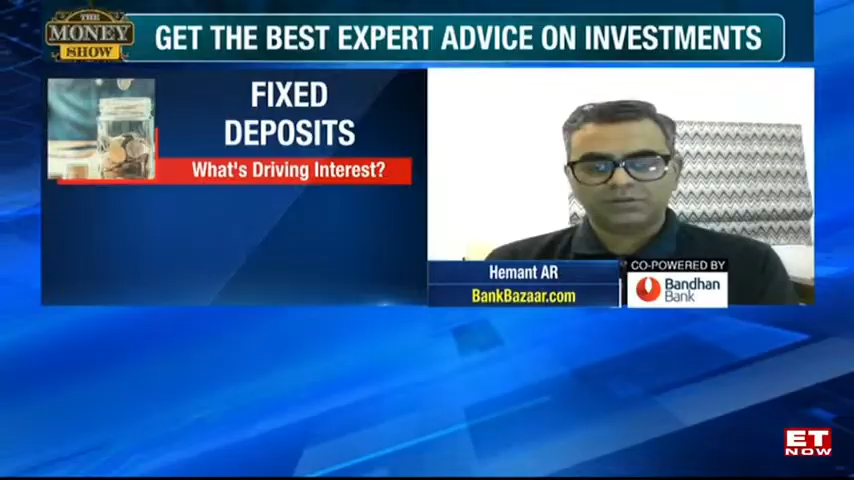 THE
MONEY
SHOW
GET THE BEST EXPERT ADVICE ON INVESTMENTS
FIXED
DEPOSITS
What's Driving Interest?
Hemant AR
BankBazaar.com
CO-POWERED BY
Bandhan
Bank
ET
NOW